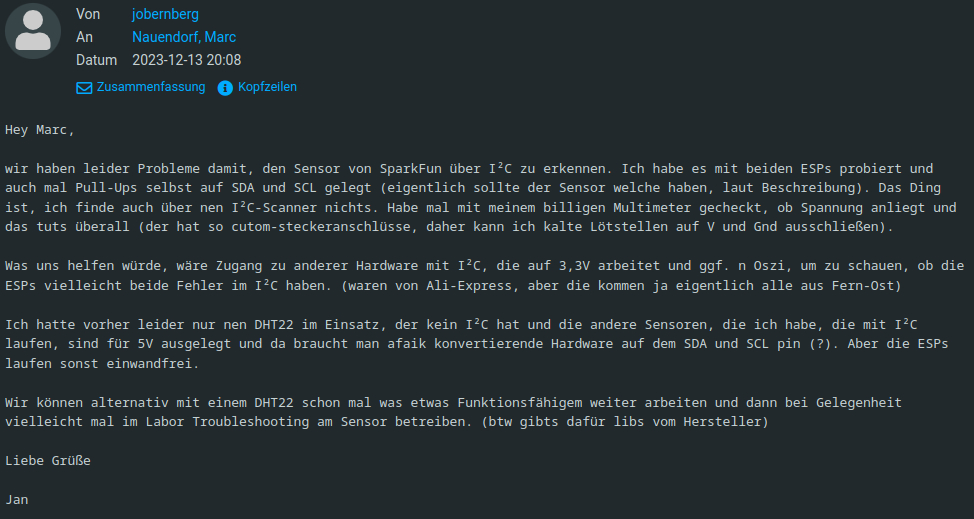 Von jobernberg
An Nauendorf, Marc
Datum 2023-12-13 20:08
Zusammenfassung Kopfzeilen
Hey Marc,
wir haben leider Probleme damit, den Sensor von SparkFun über I²C zu erkennen. Ich habe es mit beiden ESPs probiert und
auch mal Pull-Ups selbst auf SDA und SCL gelegt (eigentlich sollte der Sensor welche haben, laut Beschreibung). Das Ding
ist, ich finde auch über nen I²C-Scanner nichts. Habe mal mit meinem billigen Multimeter gecheckt, ob Spannung anliegt und
das tuts überall (der hat so cutom-steckeranschlüsse, daher kann ich kalte Lötstellen auf V und Gnd ausschließen).
Was uns helfen würde, wäre Zugang zu anderer Hardware mit I²C, die auf 3,3V arbeitet und ggf. n Oszi, um zu schauen, ob die
ESPs vielleicht beide Fehler im I²C haben. (waren von Ali-Express, aber die kommen ja eigentlich alle aus Fern-Ost)
Ich hatte vorher leider nur nen DHT22 im Einsatz, der kein I²C hat und die andere Sensoren, die ich habe, die mit I²C
laufen, sind für 5V ausgelegt und da braucht man afaik konvertierende Hardware auf dem SDA und SCL pin (?). Aber die ESPs
laufen sonst einwandfrei.
Wir können alternativ mit einem DHT22 schon mal was etwas Funktionsfähigem weiter arbeiten und dann bei Gelegenheit
vielleicht mal im Labor Troubleshooting am Sensor betreiben. (btw gibts dafür libs vom Hersteller)
Liebe Grüße
Jan